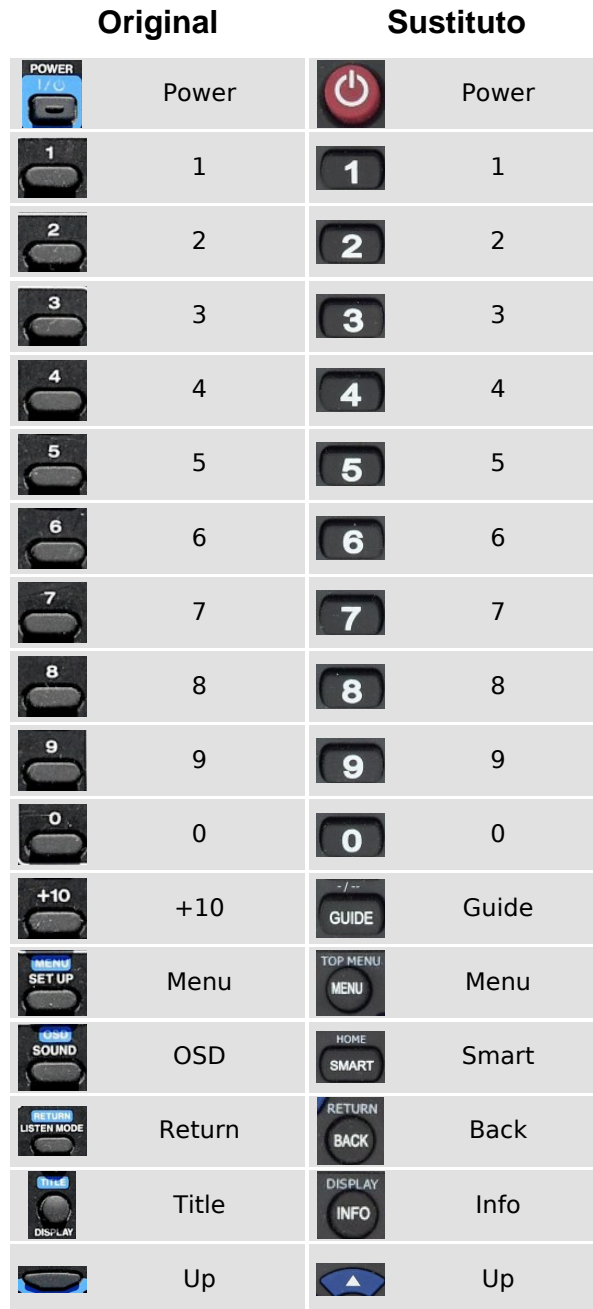 Original Sustituto
POWER
I/⏻
Power Power
1 1 1 1
2 2 2 2
3 3 3 3
4 4 4 4
5 5 5 5
6 6 6 6
7 7 7 7
8 8 8 8
9 9 9 9
0 0 0 0
-/--
+10 +10 GUIDE Guide
MENU TOP MENU
SET UP Menu MENU Menu
OSD HOME
SOUND OSD SMART Smart
RETURN RETURN
LISTEN MODE Return BACK Back
TITLE DISPLAY
Title INFO Info
DISPLAY
Up Up